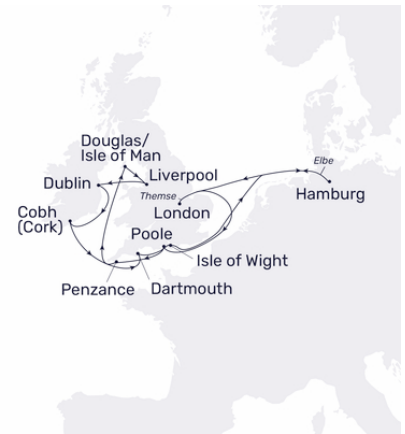 Douglas/
Isle of Man
Elbe
Dublin
Liverpool
Themse
Hamburg
London
Cobh
(Cork)
Poole
Isle of Wight
Penzance
Dartmouth